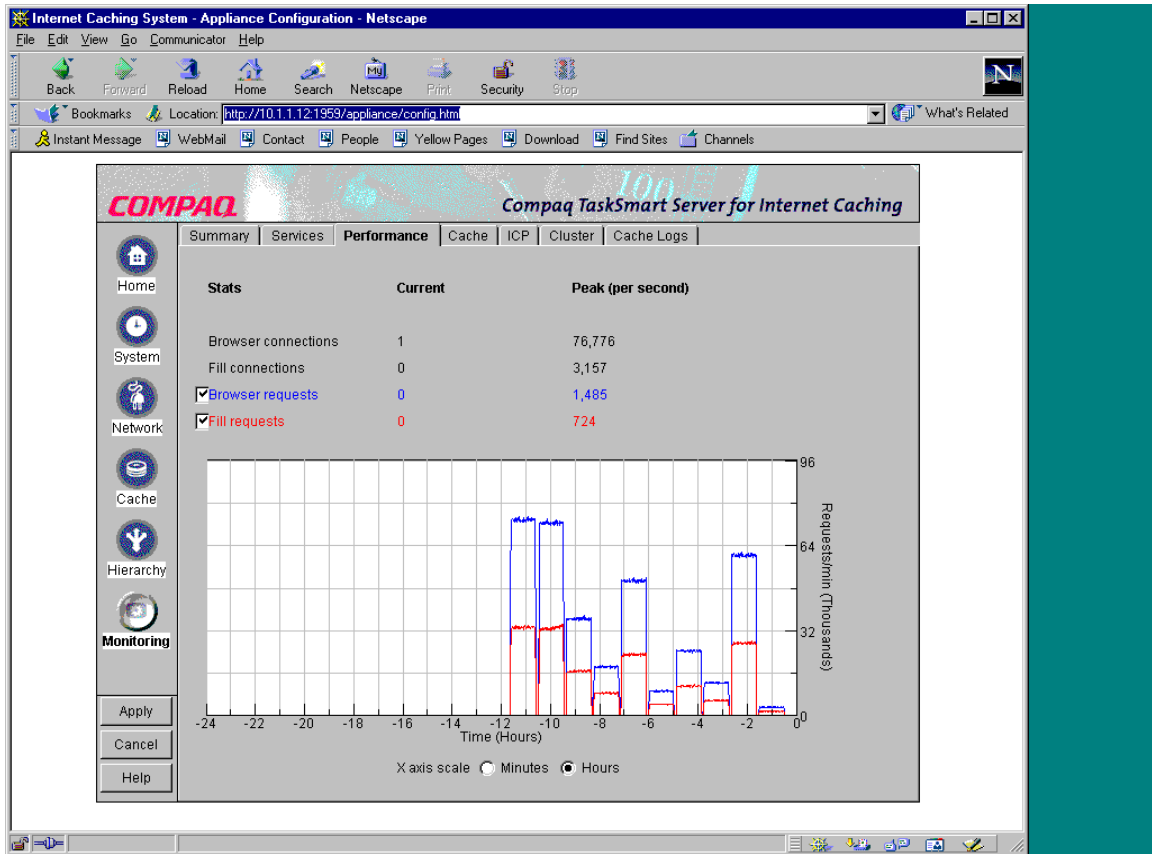 Internet Caching System - Appliance Configuration - Netscape
File Edit View Go Communicator Help
Back Forward Reload Home Search Netscape Print Security Stop
My
N
Bookmarks Location: http://10.1.1.12:1959/appliance/config.html What's Related
Instant Message WebMail Contact People Yellow Pages Download Find Sites Channels
COMPAQ
100
Compaq TaskSmart Server for Internet Caching
Summary Services Performance Cache ICP Cluster Cache Logs
Home
System
Network
Cache
Hierarchy
Monitoring
Apply
Cancel
Help
Stats Current Peak (per second)
Browser connections 1 76,776
Fill connections 0 3,157
Browser requests 0 1,485
Fill requests 0 724
96
64
32
0
Requests/min (Thousands)
-24 -22 -20 -18 -16 -14 -12 -10 -8 -6 -4 -2 0
Time (Hours)
X axis scale Minutes Hours